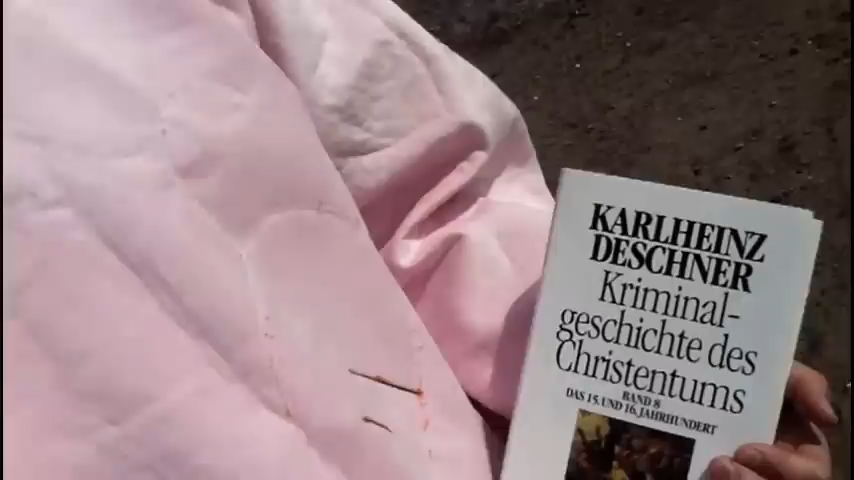 KARLHEINZ
DESCHNER
Kriminal-
geschichte des
Christentums
BAND 8
DAS 15. UND 16. JAHRHUNDERT